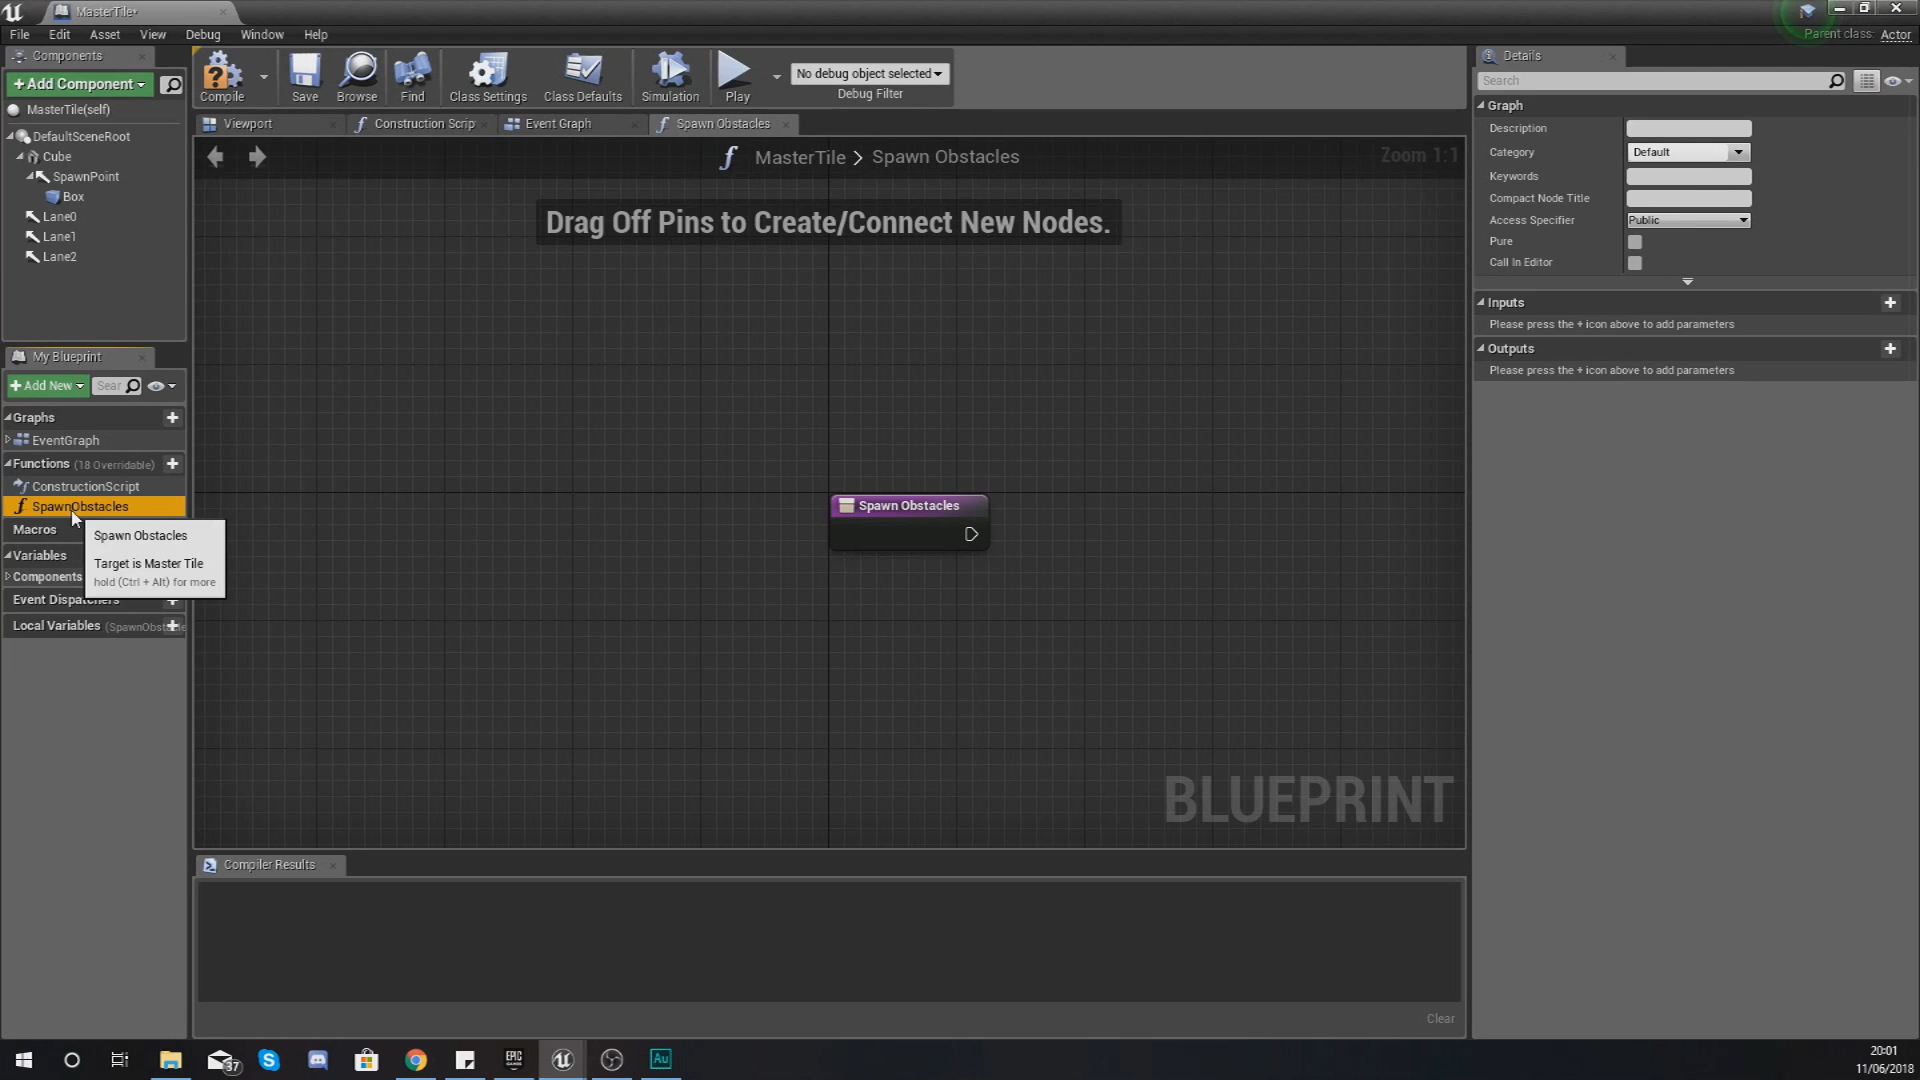 MasterTile*
File Edit Asset View Debug Window Help
Parent class: Actor
Components
+Add Component
MasterTile(self)
DefaultSceneRoot
Cube
SpawnPoint
Box
Lane0
Lane1
Lane2
My Blueprint
+Add New
Sear
Graphs
EventGraph
Functions (18 Overridable)
ConstructionScript
SpawnObstacles
Macros
Variables
Components
Event Dispatchers
Local Variables (SpawnObstacle
Spawn Obstacles
Target is Master Tile
hold (Ctrl + Alt) for more
Compile
Save
Browse
Find
Class Settings
Class Defaults
Simulation
Play
No debug object selected
Debug Filter
Viewport
Construction Scrip
Event Graph
Spawn Obstacles
MasterTile > Spawn Obstacles
Zoom 1:1
Drag Off Pins to Create/Connect New Nodes.
Spawn Obstacles
BLUEPRINT
Compiler Results
Clear
Details
Search
Graph
Description
Category Default
Keywords
Compact Node Title
Access Specifier Public
Pure
Call In Editor
Inputs
Please press the + icon above to add parameters
Outputs
Please press the + icon above to add parameters
37
EPIC
GAMES
Au
20:01
11/06/2018